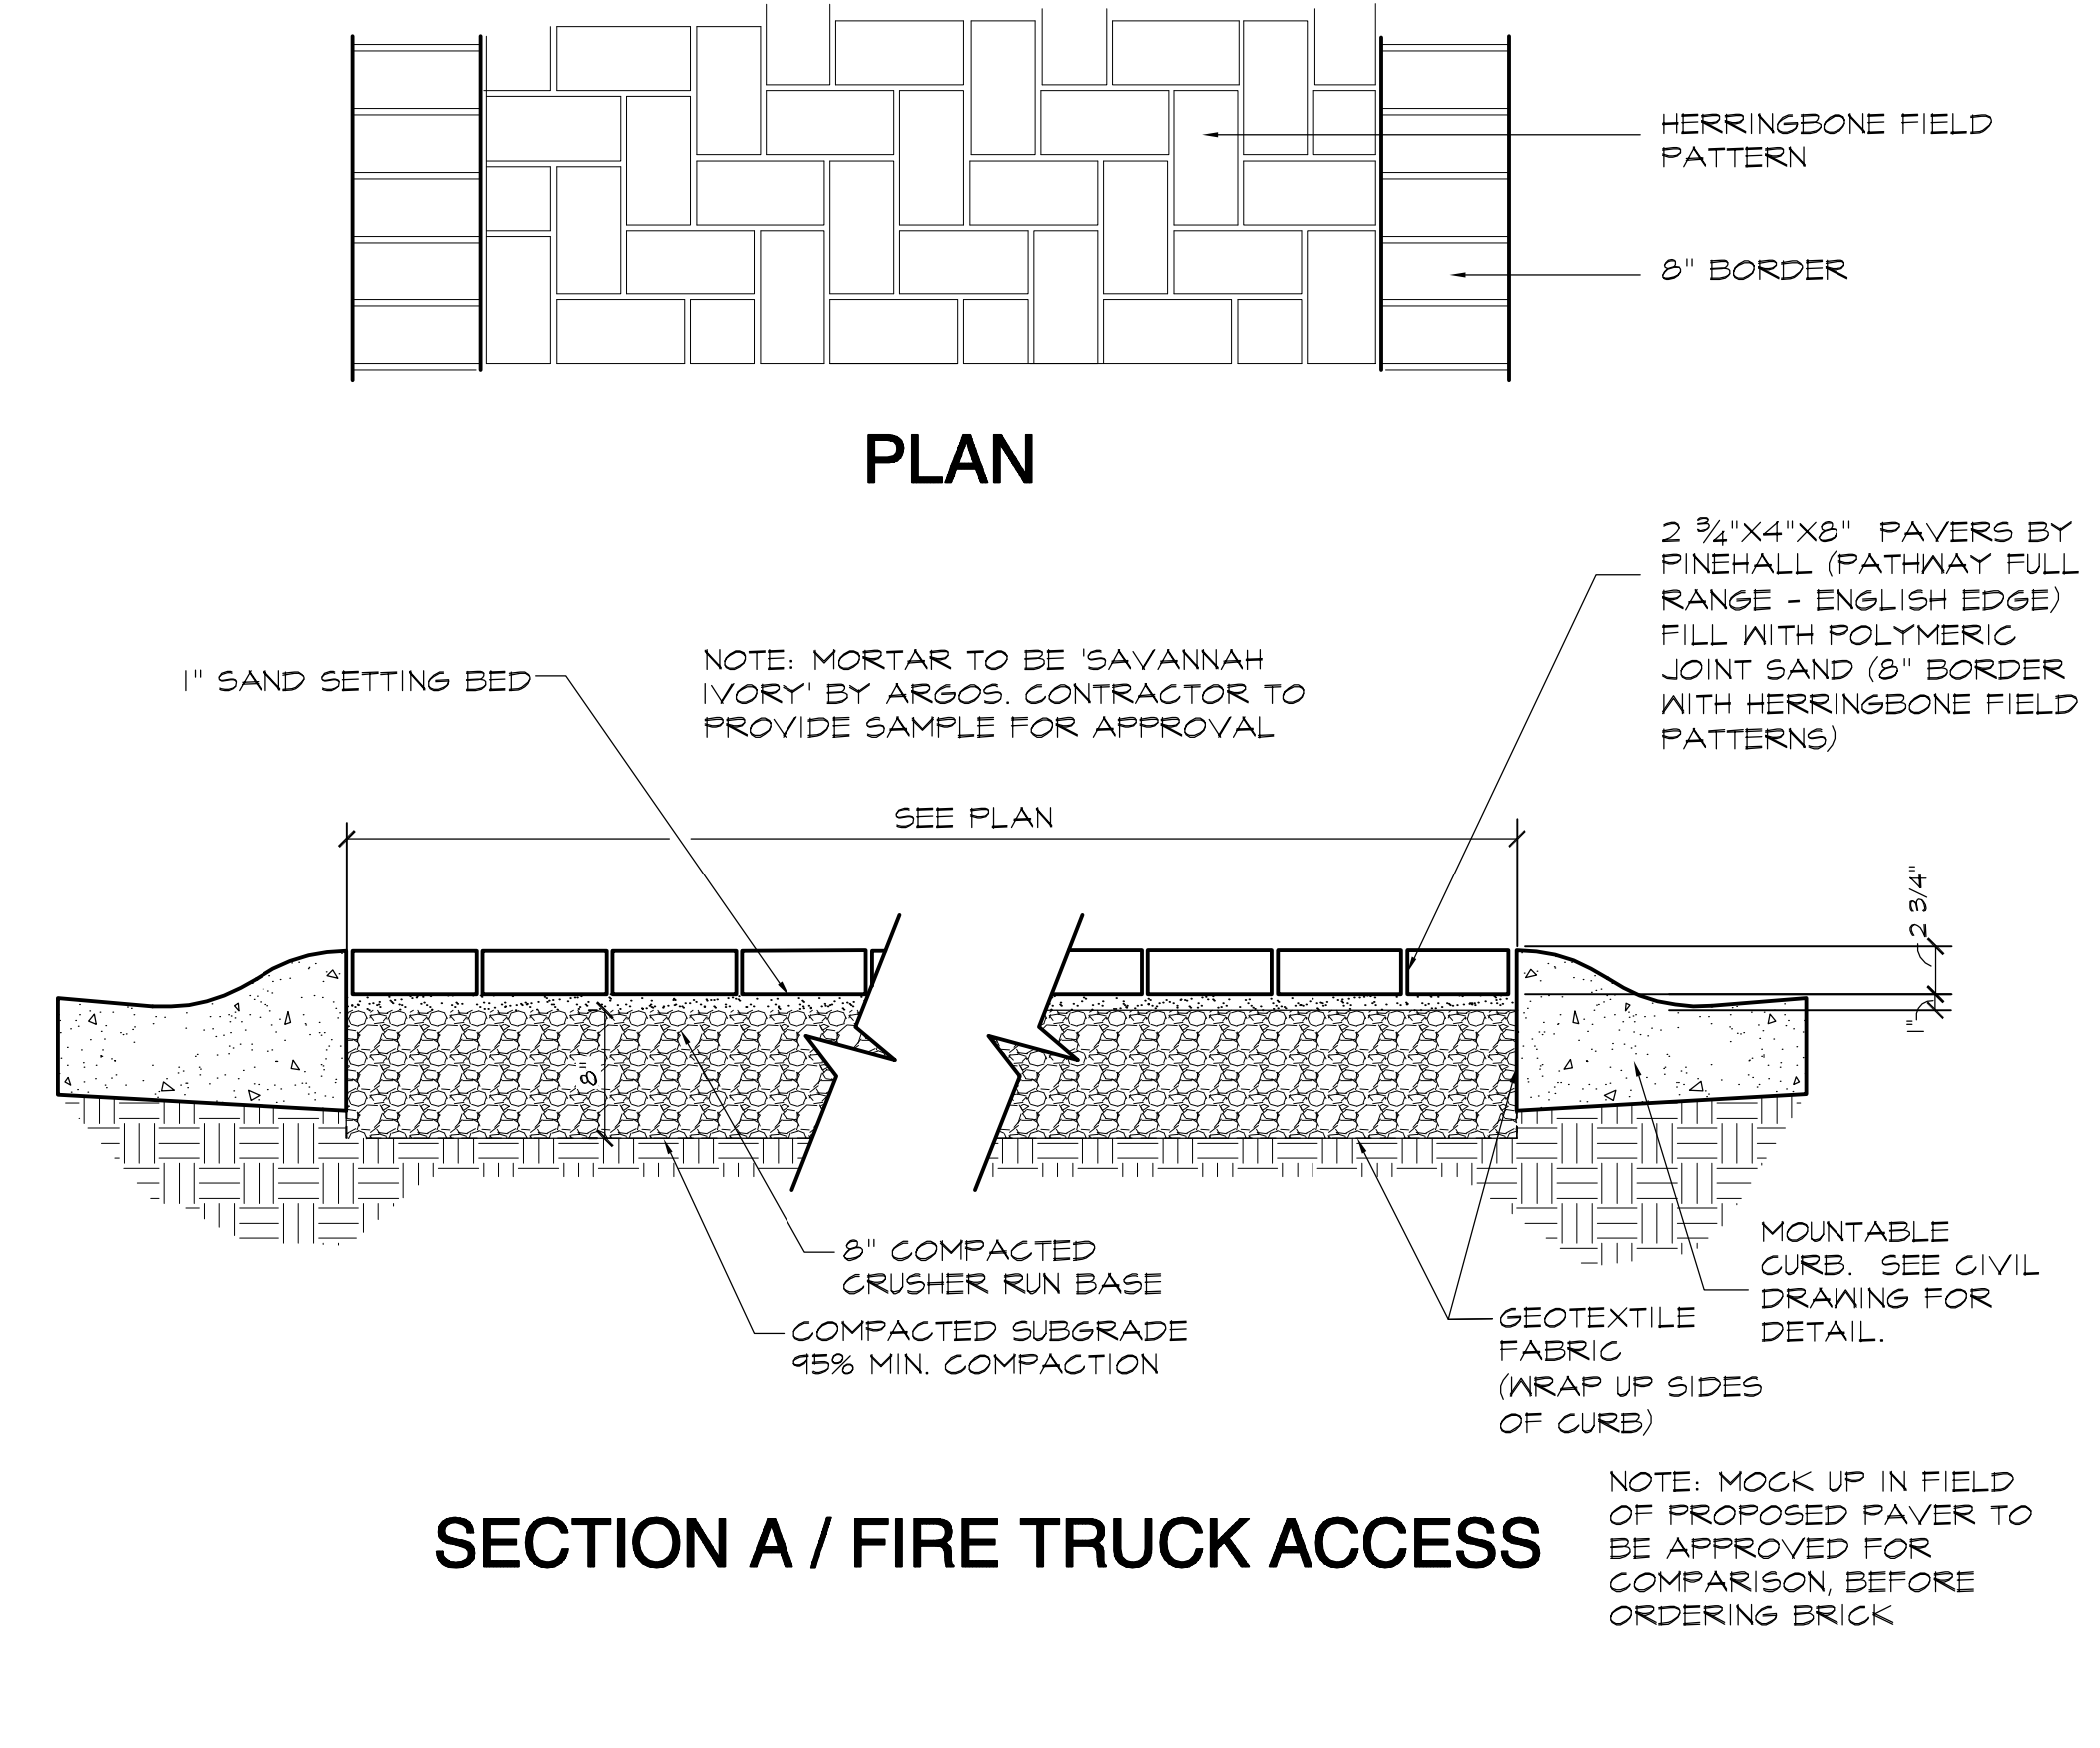 HERRINGBONE FIELD
PATTERN
8" BORDER
PLAN
2 3/4"X4"X8" PAVERS BY
PINEHALL (PATHWAY FULL
RANGE - ENGLISH EDGE)
FILL WITH POLYMERIC
JOINT SAND (8" BORDER
WITH HERRINGBONE FIELD
PATTERNS)
1" SAND SETTING BED
NOTE: MORTAR TO BE 'SAVANNAH
IVORY' BY ARGOS. CONTRACTOR TO
PROVIDE SAMPLE FOR APPROVAL
SEE PLAN
2 3/4"
1"
8"
8" COMPACTED
CRUSHER RUN BASE
COMPACTED SUBGRADE
95% MIN. COMPACTION
GEOTEXTILE
FABRIC
(WRAP UP SIDES
OF CURB)
MOUNTABLE
CURB. SEE CIVIL
DRAWING FOR
DETAIL.
SECTION A / FIRE TRUCK ACCESS
NOTE: MOCK UP IN FIELD
OF PROPOSED PAVER TO
BE APPROVED FOR
COMPARISON, BEFORE
ORDERING BRICK